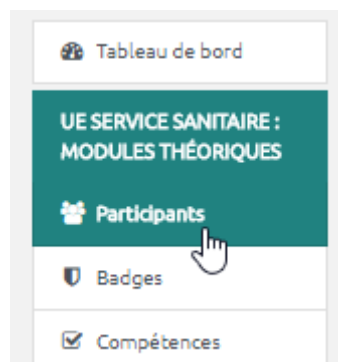 Tableau de bord
UE SERVICE SANITAIRE :
MODULES THÉORIQUES
Participants
Badges
Compétences